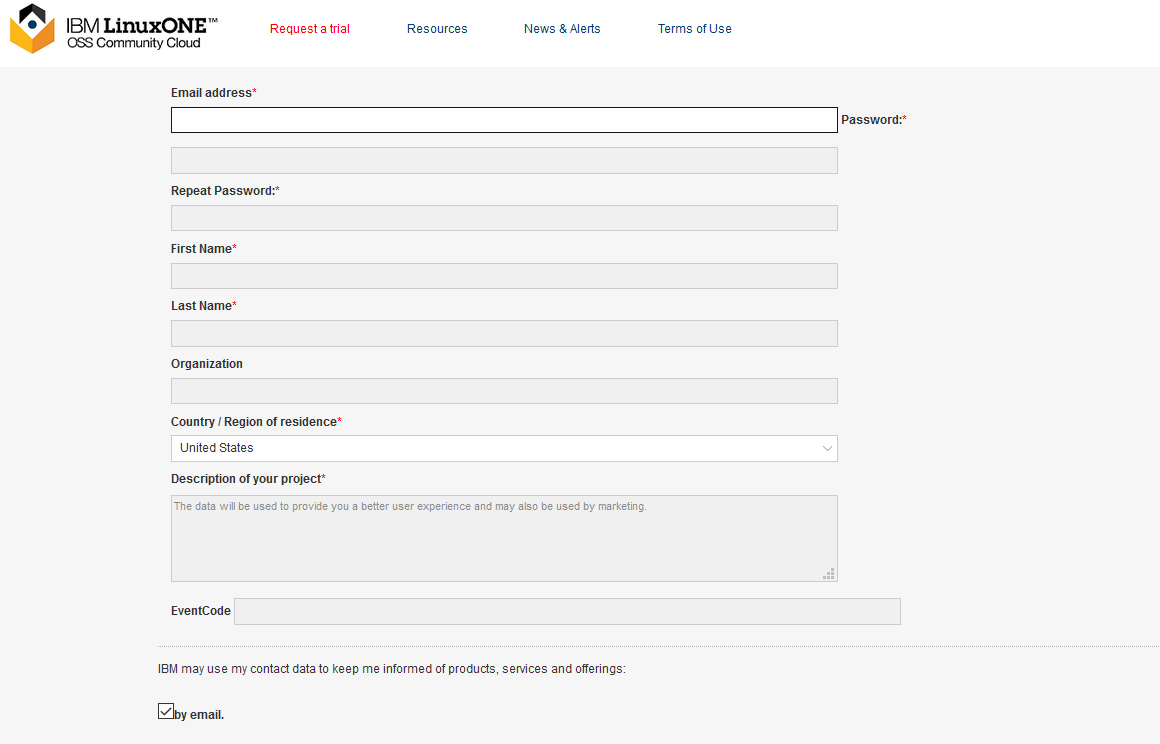 IBM LinuxONE™
OSS Community Cloud
Request a trial
Resources
News & Alerts
Terms of Use
Email address*
Password:*
Repeat Password:*
First Name*
Last Name*
Organization
Country / Region of residence*
United States
Description of your project*
The data will be used to provide you a better user experience and may also be used by marketing.
EventCode
IBM may use my contact data to keep me informed of products, services and offerings:
by email.